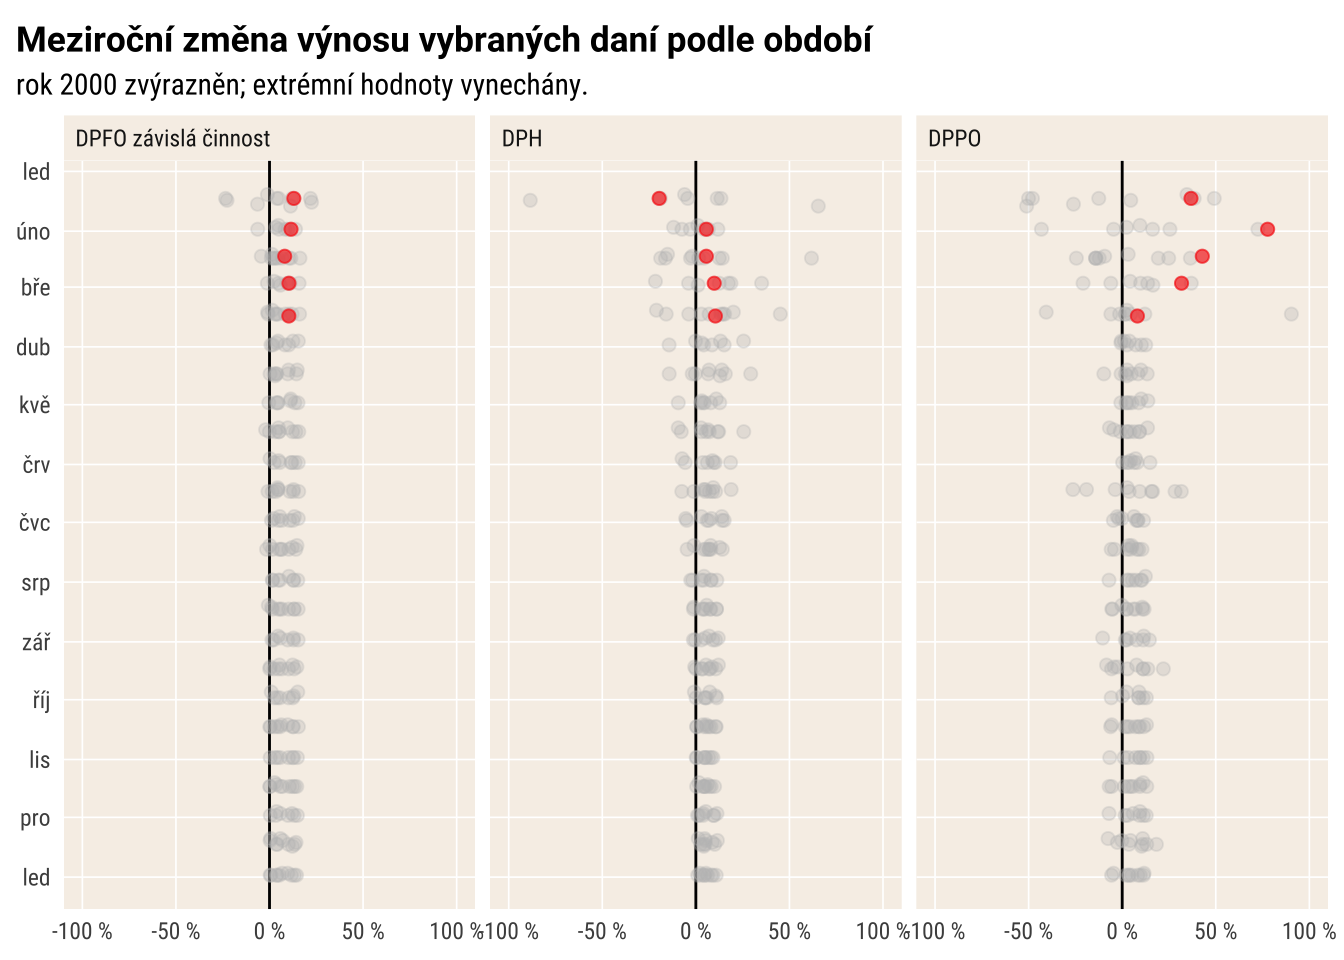 Meziroční změna výnosu vybraných daní podle období
rok 2000 zvýrazněn; extrémní hodnoty vynechány.
DPFO závislá činnost
DPH
DPPO
led
úno
bře
dub
kvě
črv
čvc
srp
zář
říj
lis
pro
led
-100 %
-50 %
0 %
50 %
100 %
-100 %
-50 %
0 %
50 %
100 %
-100 %
-50 %
0 %
50 %
100 %